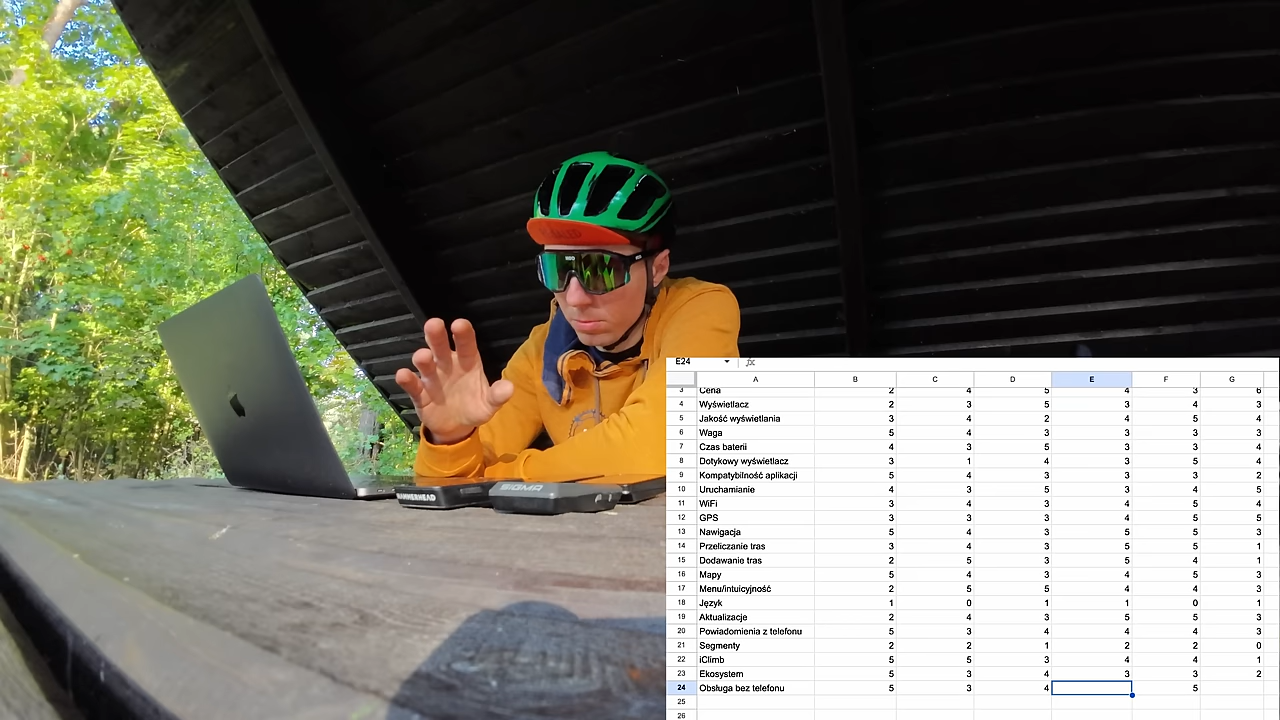 HAMMERHEAD
SIGMA
E24 fx
A B C D E F G
3 Cena 2 4 5 4 3 6
4 Wyświetlacz 2 3 5 3 4 3
5 Jakość wyświetlania 3 4 2 4 5 4
6 Waga 5 4 3 3 3 3
7 Czas baterii 4 3 5 3 3 4
8 Dotykowy wyświetlacz 3 1 4 3 5 4
9 Kompatybilność aplikacji 5 4 3 3 3 2
10 Uruchamianie 4 3 5 3 4 5
11 WiFi 3 4 3 4 5 4
12 GPS 3 3 3 4 5 5
13 Nawigacja 5 4 3 5 5 3
14 Przeliczanie tras 3 4 3 5 5 1
15 Dodawanie tras 2 5 3 5 4 1
16 Mapy 5 4 3 4 5 3
17 Menu/intuicyjność 2 5 5 4 4 3
18 Język 1 0 1 1 0 1
19 Aktualizacje 2 4 3 5 5 3
20 Powiadomienia z telefonu 5 3 4 4 4 3
21 Segmenty 2 2 1 2 2 0
22 iClimb 5 5 3 4 4 1
23 Ekosystem 5 3 4 3 3 2
24 Obsługa bez telefonu 5 3 4 5
25
26